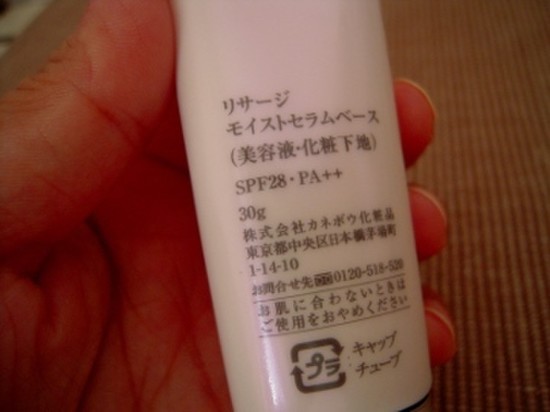 リサージ
モイストセラムベース
(美容液・化粧下地)
SPF28・PA++
30g
株式会社カネボウ化粧品
東京都中央区日本橋茅場町
1-14-10
お問合せ先 0120-518-520
お肌に合わないときは
ご使用をおやめください
プラ キャップ
チューブ